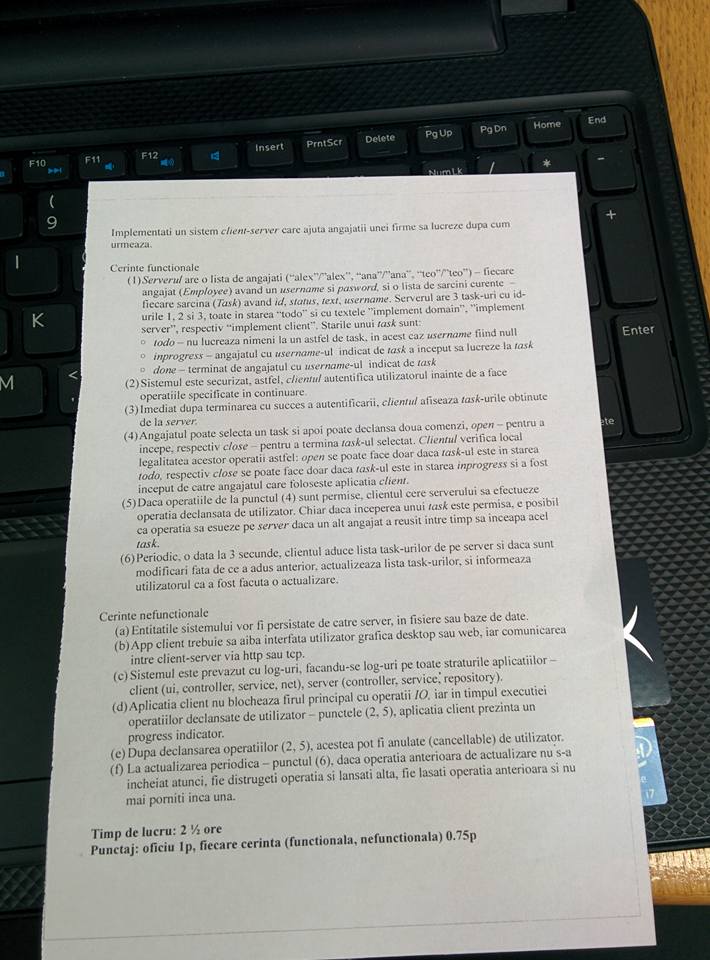 Insert
PrntScr
Delete
Pg Up
Pg Dn
Home
End
F10
F11
F12
NumLk
/
*
-
(
9
+
I
K
Enter
M
<
Implementati un sistem client-server care ajuta angajatii unei firme sa lucreze dupa cum
urmeaza.
Cerinte functionale
(1) Serverul are o lista de angajati ("alex"/"alex", "ana"/"ana", "teo"/"teo") – fiecare
angajat (Employee) avand un username si pasword, si o lista de sarcini curente –
fiecare sarcina (Task) avand id, status, text, username. Serverul are 3 task-uri cu id-
urile 1, 2 si 3, toate in starea "todo" si cu textele "implement domain", "implement
server", respectiv "implement client". Starile unui task sunt:
○ todo – nu lucreaza nimeni la un astfel de task, in acest caz username fiind null
○ inprogress – angajatul cu username-ul indicat de task a inceput sa lucreze la task
○ done – terminat de angajatul cu username-ul indicat de task
(2) Sistemul este securizat, astfel, clientul autentifica utilizatorul inainte de a face
operatiile specificate in continuare.
(3) Imediat dupa terminarea cu succes a autentificarii, clientul afiseaza task-urile obtinute
de la server.
(4) Angajatul poate selecta un task si apoi poate declansa doua comenzi, open – pentru a
incepe, respectiv close – pentru a termina task-ul selectat. Clientul verifica local
legalitatea acestor operatii astfel: open se poate face doar daca task-ul este in starea
todo, respectiv close se poate face doar daca task-ul este in starea inprogress si a fost
inceput de catre angajatul care foloseste aplicatia client.
(5) Daca operatiile de la punctul (4) sunt permise, clientul cere serverului sa efectueze
operatia declansata de utilizator. Chiar daca inceperea unui task este permisa, e posibil
ca operatia sa esueze pe server daca un alt angajat a reusit intre timp sa inceapa acel
task.
(6) Periodic, o data la 3 secunde, clientul aduce lista task-urilor de pe server si daca sunt
modificari fata de ce a adus anterior, actualizeaza lista task-urilor, si informeaza
utilizatorul ca a fost facuta o actualizare.
Cerinte nefunctionale
(a) Entitatile sistemului vor fi persistate de catre server, in fisiere sau baze de date.
(b) App client trebuie sa aiba interfata utilizator grafica desktop sau web, iar comunicarea
intre client-server via http sau tcp.
(c) Sistemul este prevazut cu log-uri, facandu-se log-uri pe toate straturile aplicatiilor –
client (ui, controller, service, net), server (controller, service, repository).
(d) Aplicatia client nu blocheaza firul principal cu operatii IO, iar in timpul executiei
operatiilor declansate de utilizator – punctele (2, 5), aplicatia client prezinta un
progress indicator.
(e) Dupa declansarea operatiilor (2, 5), acestea pot fi anulate (cancellable) de utilizator.
(f) La actualizarea periodica – punctul (6), daca operatia anterioara de actualizare nu s-a
incheiat atunci, fie distrugeti operatia si lansati alta, fie lasati operatia anterioara si nu
mai porniti inca una.
Timp de lucru: 2 ½ ore
Punctaj: oficiu 1p, fiecare cerinta (functionala, nefunctionala) 0.75p
i7